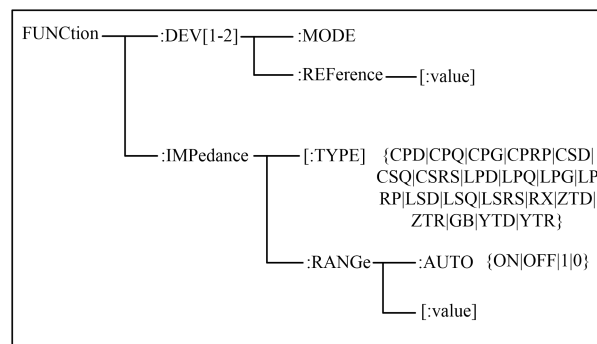 FUNCtion :DEV[1-2] :MODE
:REFerence [:value]
:IMPedance [:TYPE] {CPD|CPQ|CPG|CPRP|CSD|
CSQ|CSRS|LPD|LPQ|LPG|LP
RP|LSD|LSQ|LSRS|RX|ZTD|
ZTR|GB|YTD|YTR}
:RANGe :AUTO {ON|OFF|1|0}
[:value]